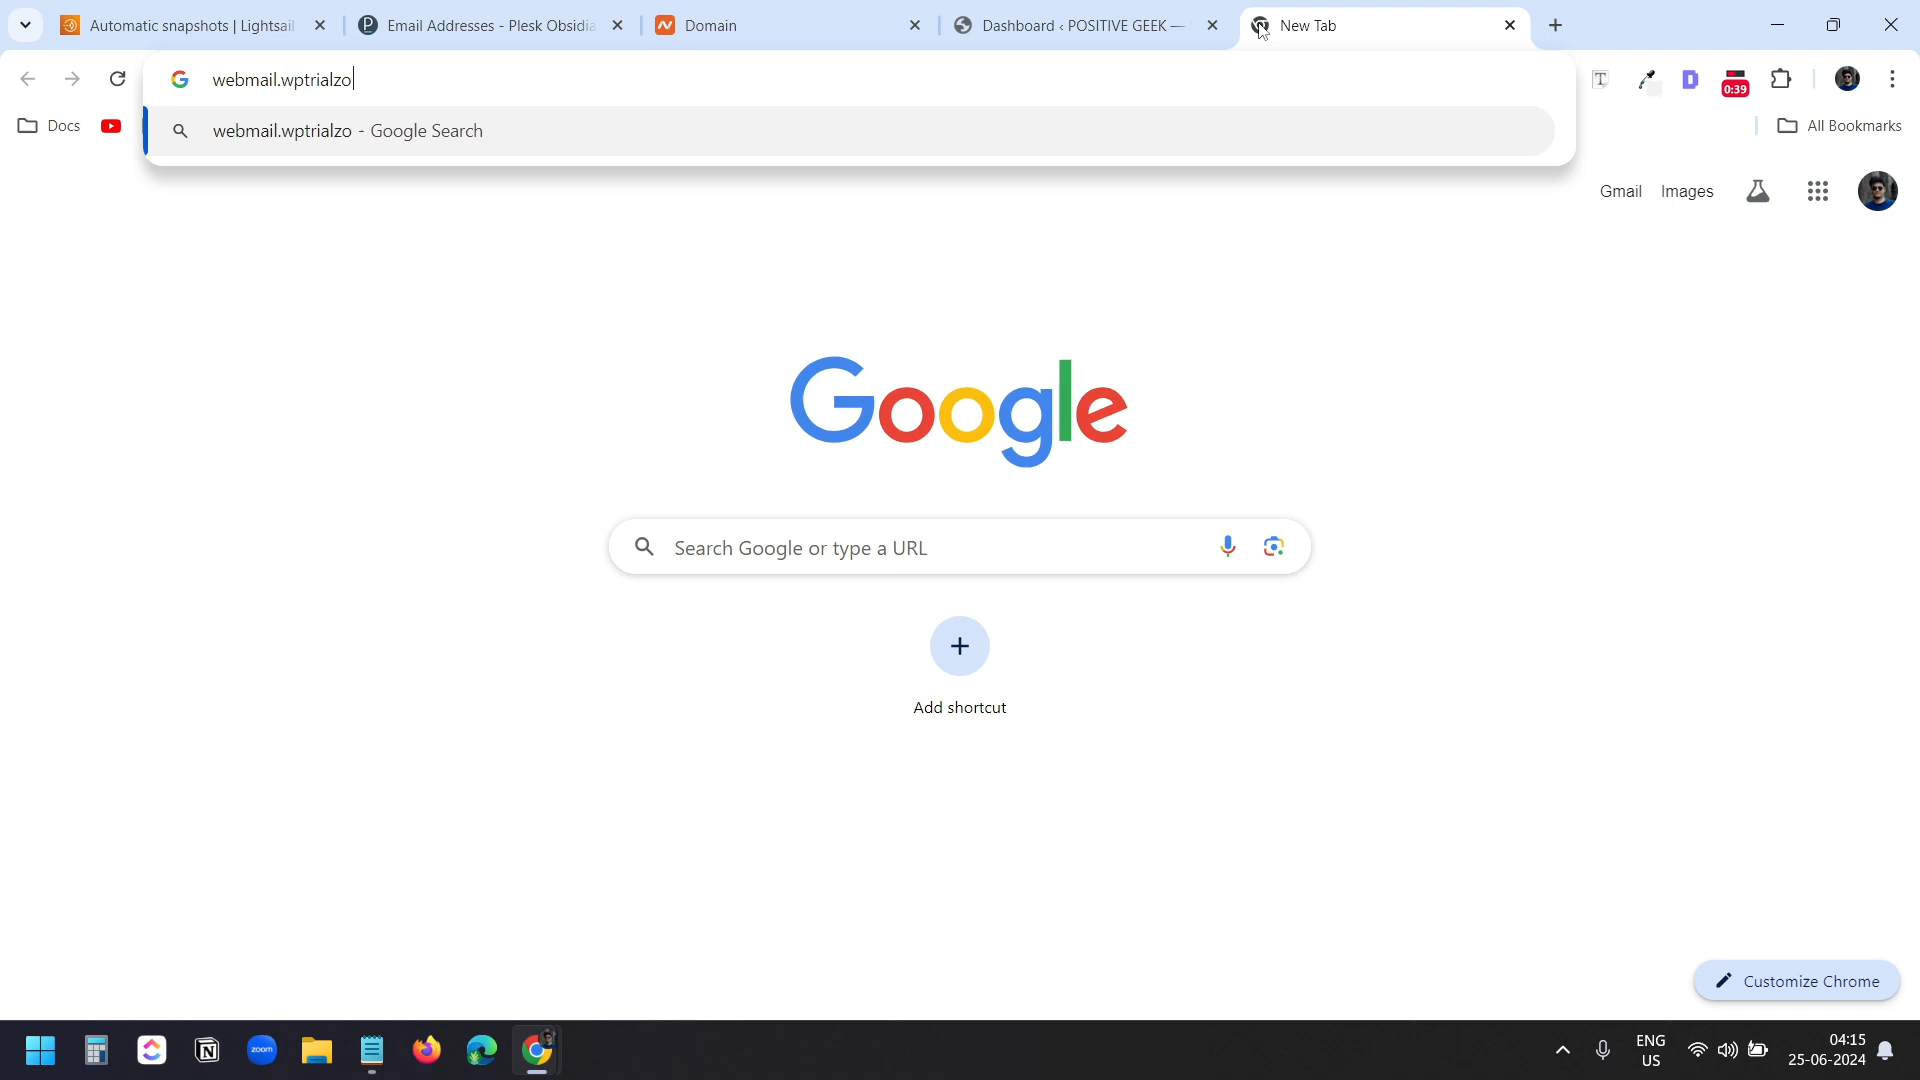 Automatic snapshots | Lightsail
Email Addresses - Plesk Obsidia
Domain
Dashboard ‹ POSITIVE GEEK —
New Tab
webmail.wptrialzo
0:39
Docs
webmail.wptrialzo - Google Search
All Bookmarks
Gmail Images
Google
Search Google or type a URL
Add shortcut
Customize Chrome
zoom
ENG
US
04:15
25-06-2024